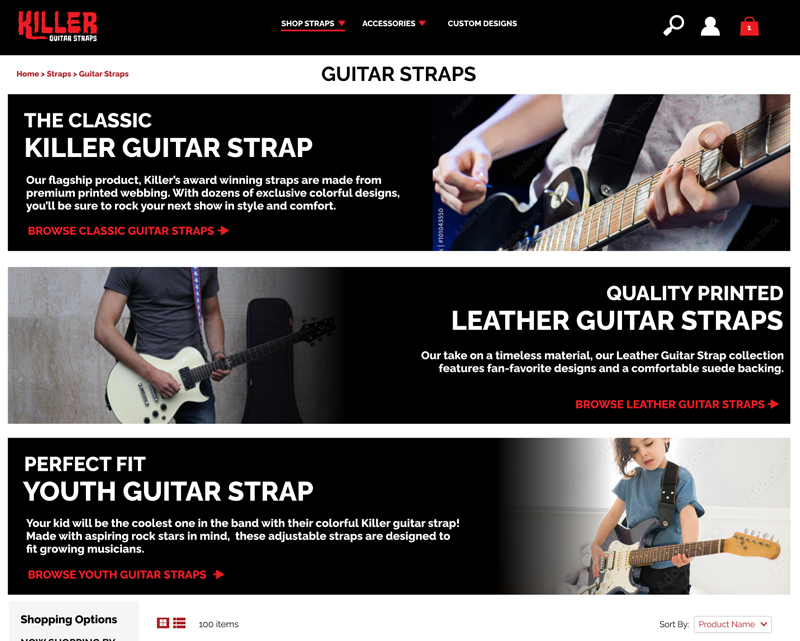 KILLER
GUITAR STRAPS
SHOP STRAPS
ACCESSORIES
CUSTOM DESIGNS
1
Home > Straps > Guitar Straps
GUITAR STRAPS
THE CLASSIC
KILLER GUITAR STRAP
Our flagship product, Killer's award winning straps are made from
premium printed webbing. With dozens of exclusive colorful designs,
you'll be sure to rock your next show in style and comfort.
BROWSE CLASSIC GUITAR STRAPS
Adobe Stock
#101043550
QUALITY PRINTED
LEATHER GUITAR STRAPS
Our take on a timeless material, our Leather Guitar Strap collection
features fan-favorite designs and a comfortable suede backing.
BROWSE LEATHER GUITAR STRAPS
PERFECT FIT
YOUTH GUITAR STRAP
Your kid will be the coolest one in the band with their colorful Killer guitar strap!
Made with aspiring rock stars in mind, these adjustable straps are designed to
fit growing musicians.
BROWSE YOUTH GUITAR STRAPS
Shopping Options
100 items
Sort By:
Product Name
NOW SHOPPING BY